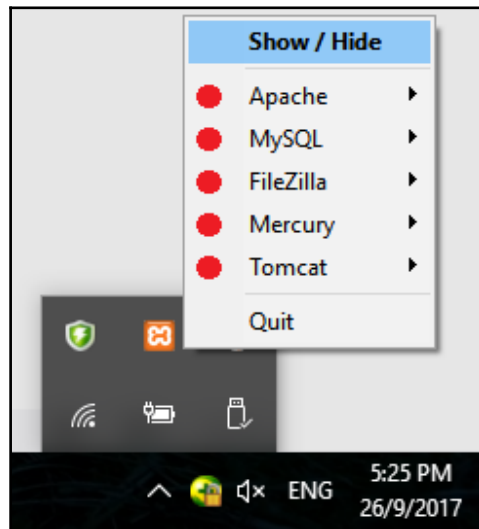 Show / Hide
Apache
MySQL
FileZilla
Mercury
Tomcat
Quit
ENG
5:25 PM
26/9/2017